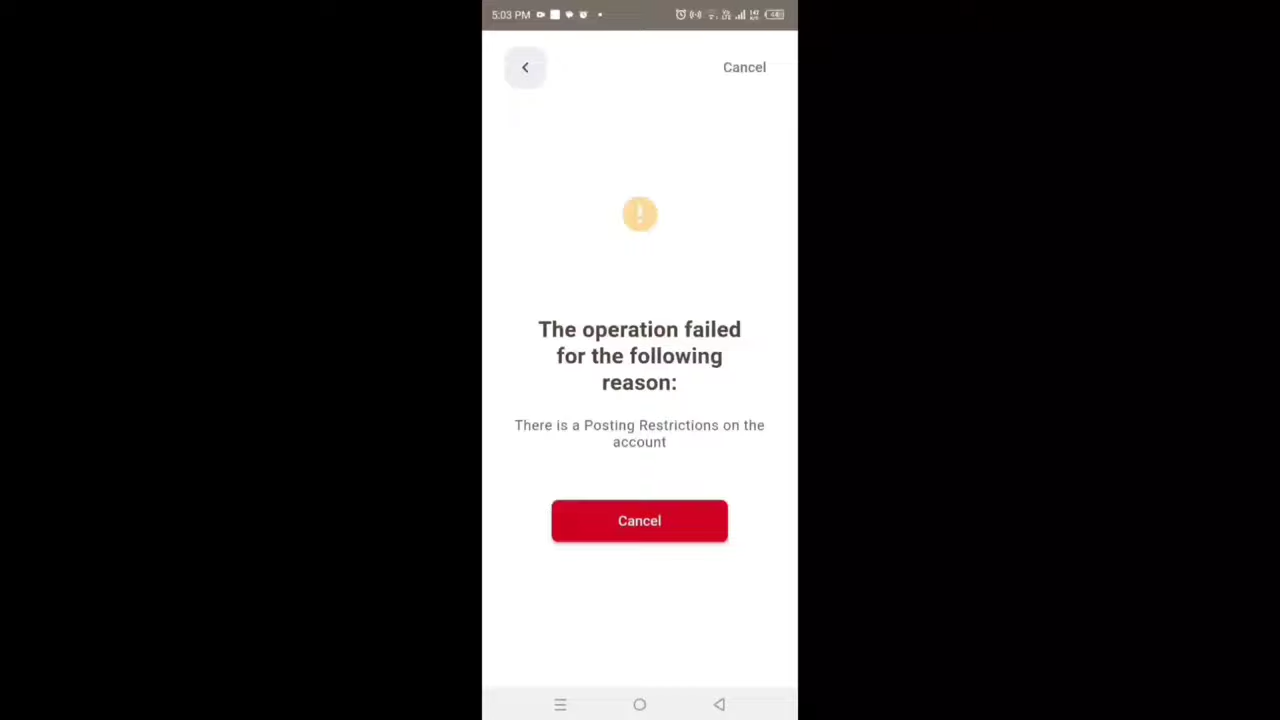 5:03 PM
Cancel
The operation failed
for the following
reason:
There is a Posting Restrictions on the
account
Cancel